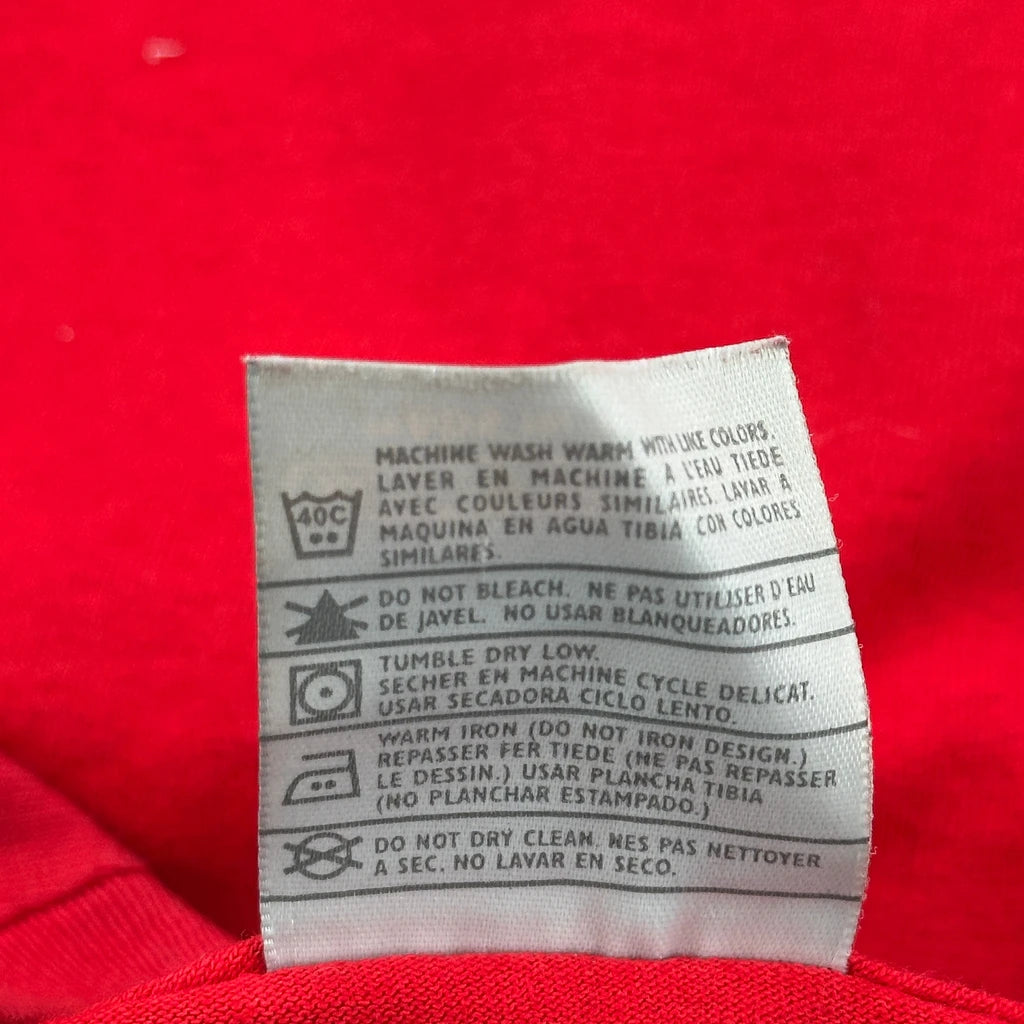 MACHINE WASH WARM WITH LIKE COLORS.
LAVER EN MACHINE À L'EAU TIEDE
AVEC COULEURS SIMILAIRES. LAVAR A
MAQUINA EN AGUA TIBIA CON COLORES
SIMILARES.
40C
DO NOT BLEACH. NE PAS UTILISER D'EAU
DE JAVEL. NO USAR BLANQUEADORES.
TUMBLE DRY LOW.
SECHER EN MACHINE CYCLE DELICAT.
USAR SECADORA CICLO LENTO.
WARM IRON (DO NOT IRON DESIGN.)
REPASSER FER TIEDE (NE PAS REPASSER
LE DESSIN.) USAR PLANCHA TIBIA
(NO PLANCHAR ESTAMPADO.)
DO NOT DRY CLEAN. NES PAS NETTOYER
A SEC. NO LAVAR EN SECO.